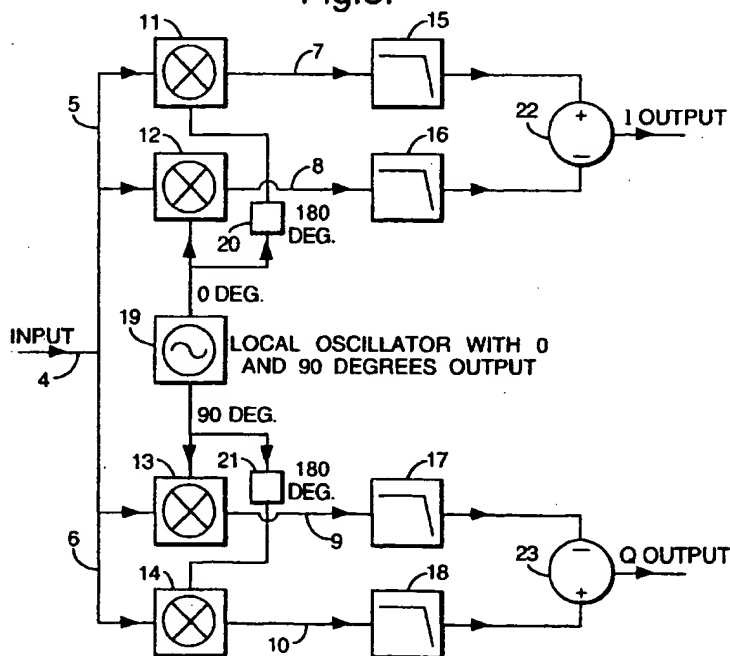 11
15
5
7
12
22
+
−
I OUTPUT
8
16
20
180
DEG.
0 DEG.
INPUT
4
19
LOCAL OSCILLATOR WITH 0
AND 90 DEGREES OUTPUT
90 DEG.
13
21
180
DEG.
17
9
6
14
23
−
+
Q OUTPUT
10
18